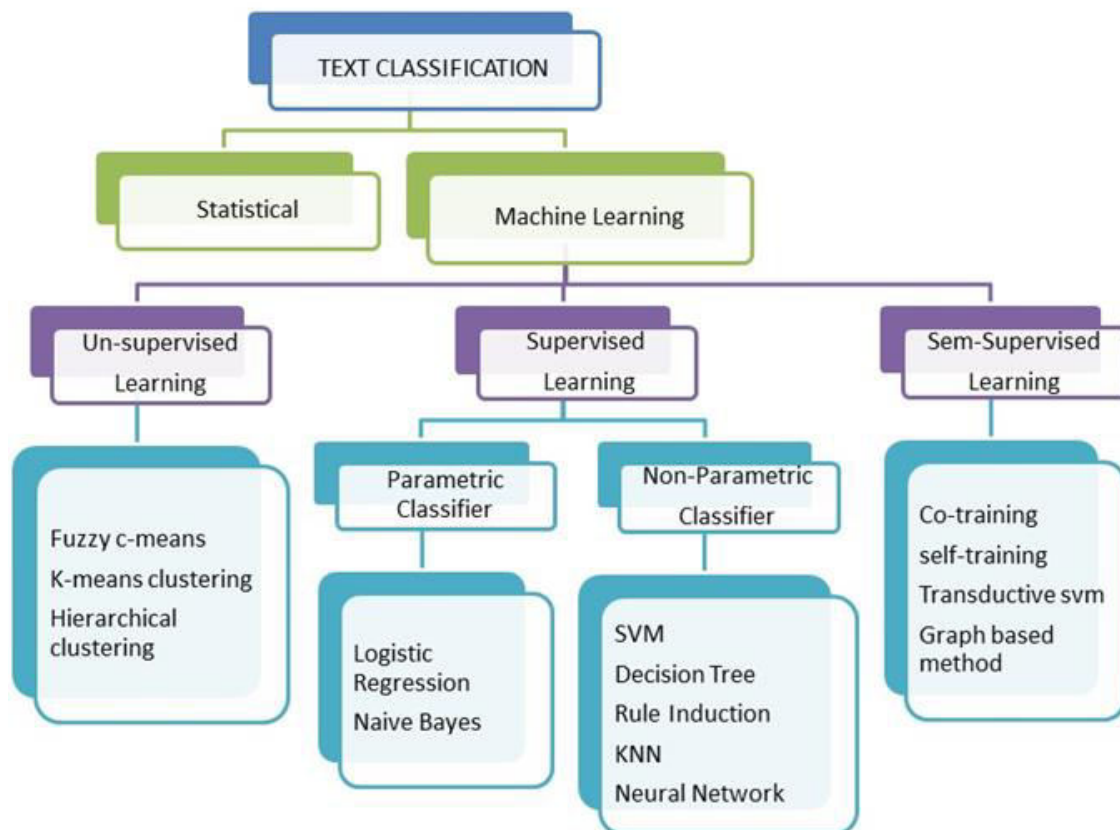 TEXT CLASSIFICATION
Statistical
Machine Learning
Un-supervised
Learning
Supervised
Learning
Sem-Supervised
Learning
Fuzzy c-means
K-means clustering
Hierarchical
clustering
Parametric
Classifier
Logistic
Regression
Naive Bayes
Non-Parametric
Classifier
SVM
Decision Tree
Rule Induction
KNN
Neural Network
Co-training
self-training
Transductive svm
Graph based
method